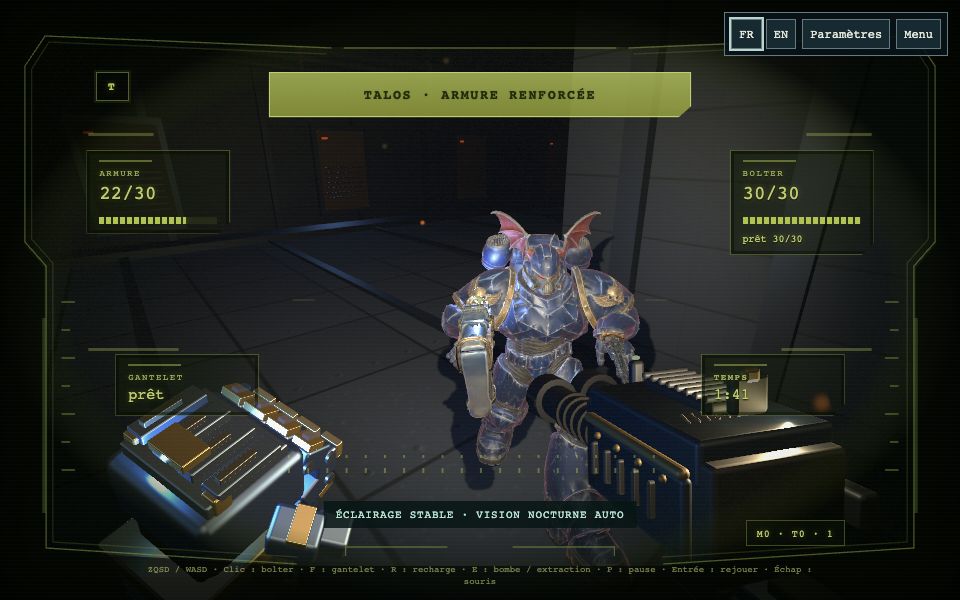 FR EN Paramètres Menu
T
TALOS · ARMURE RENFORCÉE
ARMURE
22/30
BOLTER
30/30
prêt 30/30
GANTELET
prêt
TEMPS
1:41
ÉCLAIRAGE STABLE · VISION NOCTURNE AUTO
M0 · T0 · 1
ZQSD / WASD · Clic : bolter · F : gantelet · R : recharge · E : bombe / extraction · P : pause · Entrée : rejouer · Échap :
souris